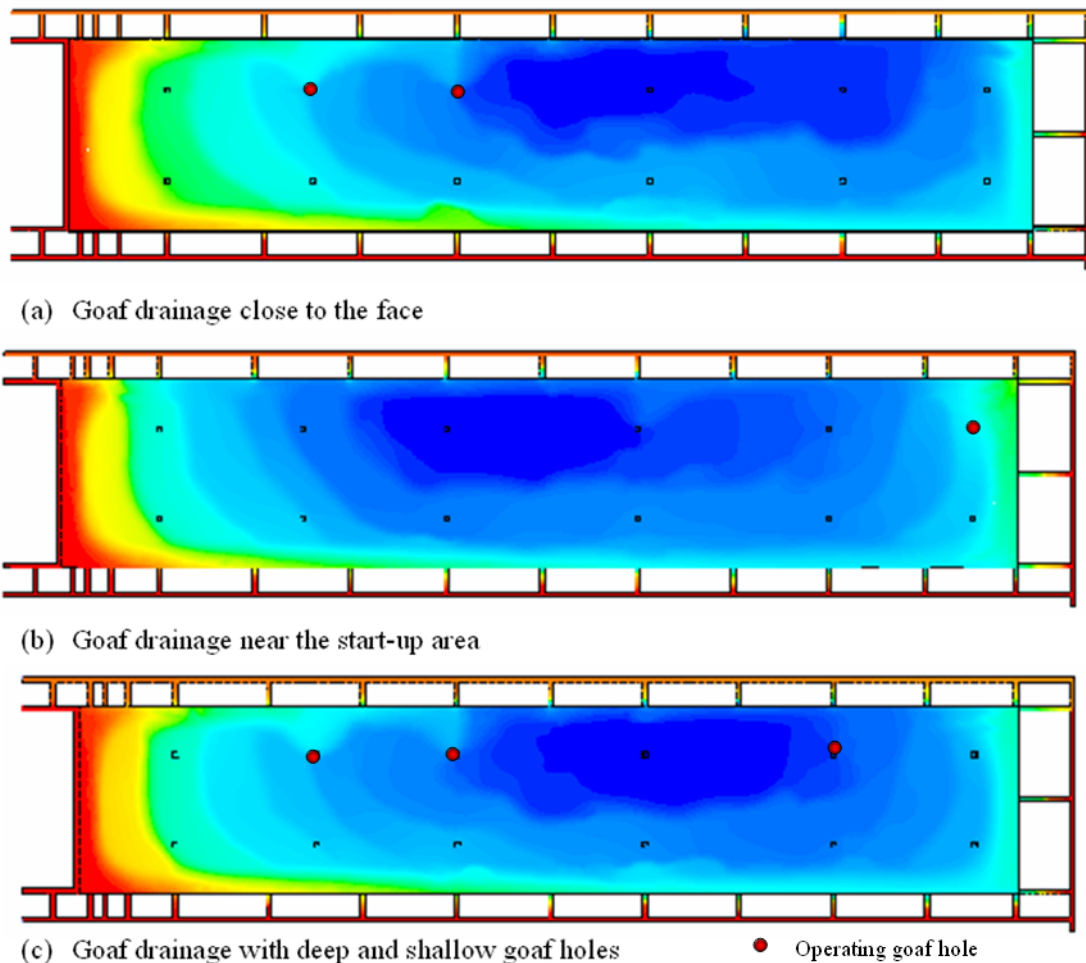 (a) Goaf drainage close to the face
(b) Goaf drainage near the start-up area
(c) Goaf drainage with deep and shallow goaf holes
Operating goaf hole